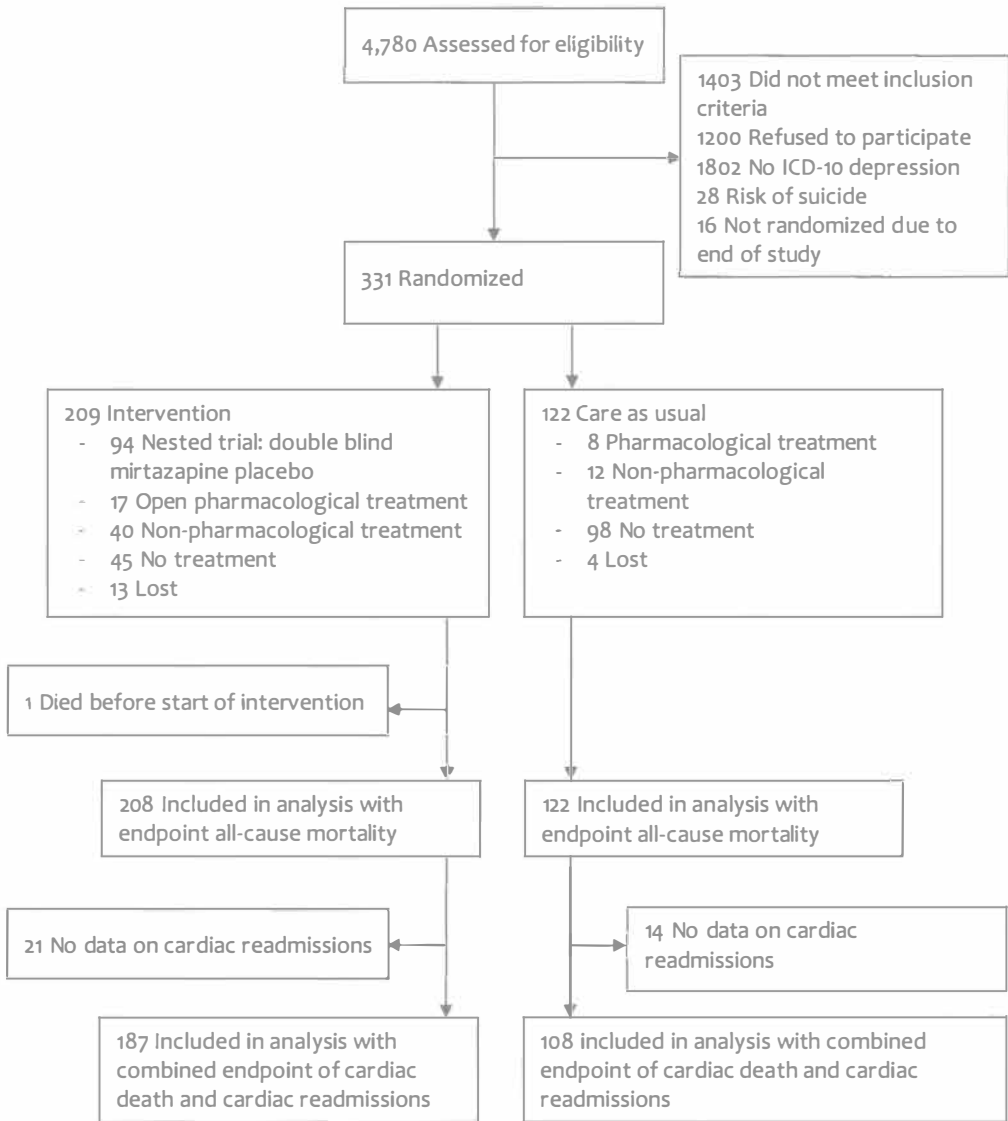 4,780 Assessed for eligibility
1403 Did not meet inclusion
criteria
1200 Refused to participate
1802 No ICD-10 depression
28 Risk of suicide
16 Not randomized due to
end of study
331 Randomized
209 Intervention
- 94 Nested trial: double blind
mirtazapine placebo
- 17 Open pharmacological treatment
- 40 Non-pharmacological treatment
- 45 No treatment
- 13 Lost
122 Care as usual
- 8 Pharmacological treatment
- 12 Non-pharmacological
treatment
- 98 No treatment
- 4 Lost
1 Died before start of intervention
208 Included in analysis with
endpoint all-cause mortality
122 Included in analysis with
endpoint all-cause mortality
21 No data on cardiac readmissions
14 No data on cardiac
readmissions
187 Included in analysis with
combined endpoint of cardiac
death and cardiac readmissions
108 included in analysis with combined
endpoint of cardiac death and cardiac
readmissions